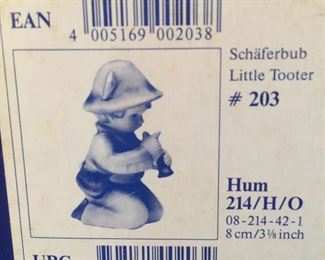 EAN
4 005169 002038
Schäferbub
Little Tooter
# 203
Hum
214/H/O
08-214-42-1
8 cm/3⅛ inch
UPC